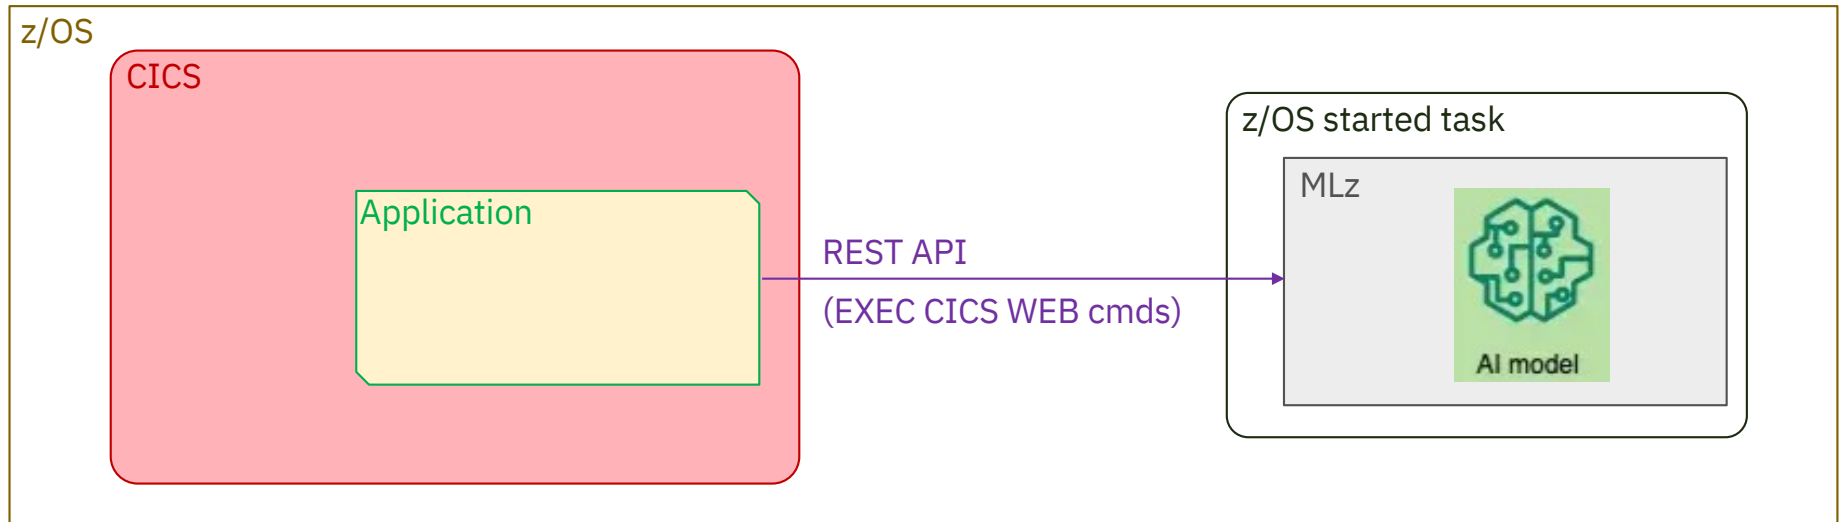 z/OS
CICS
Application
REST API
(EXEC CICS WEB cmds)
z/OS started task
MLz
AI model